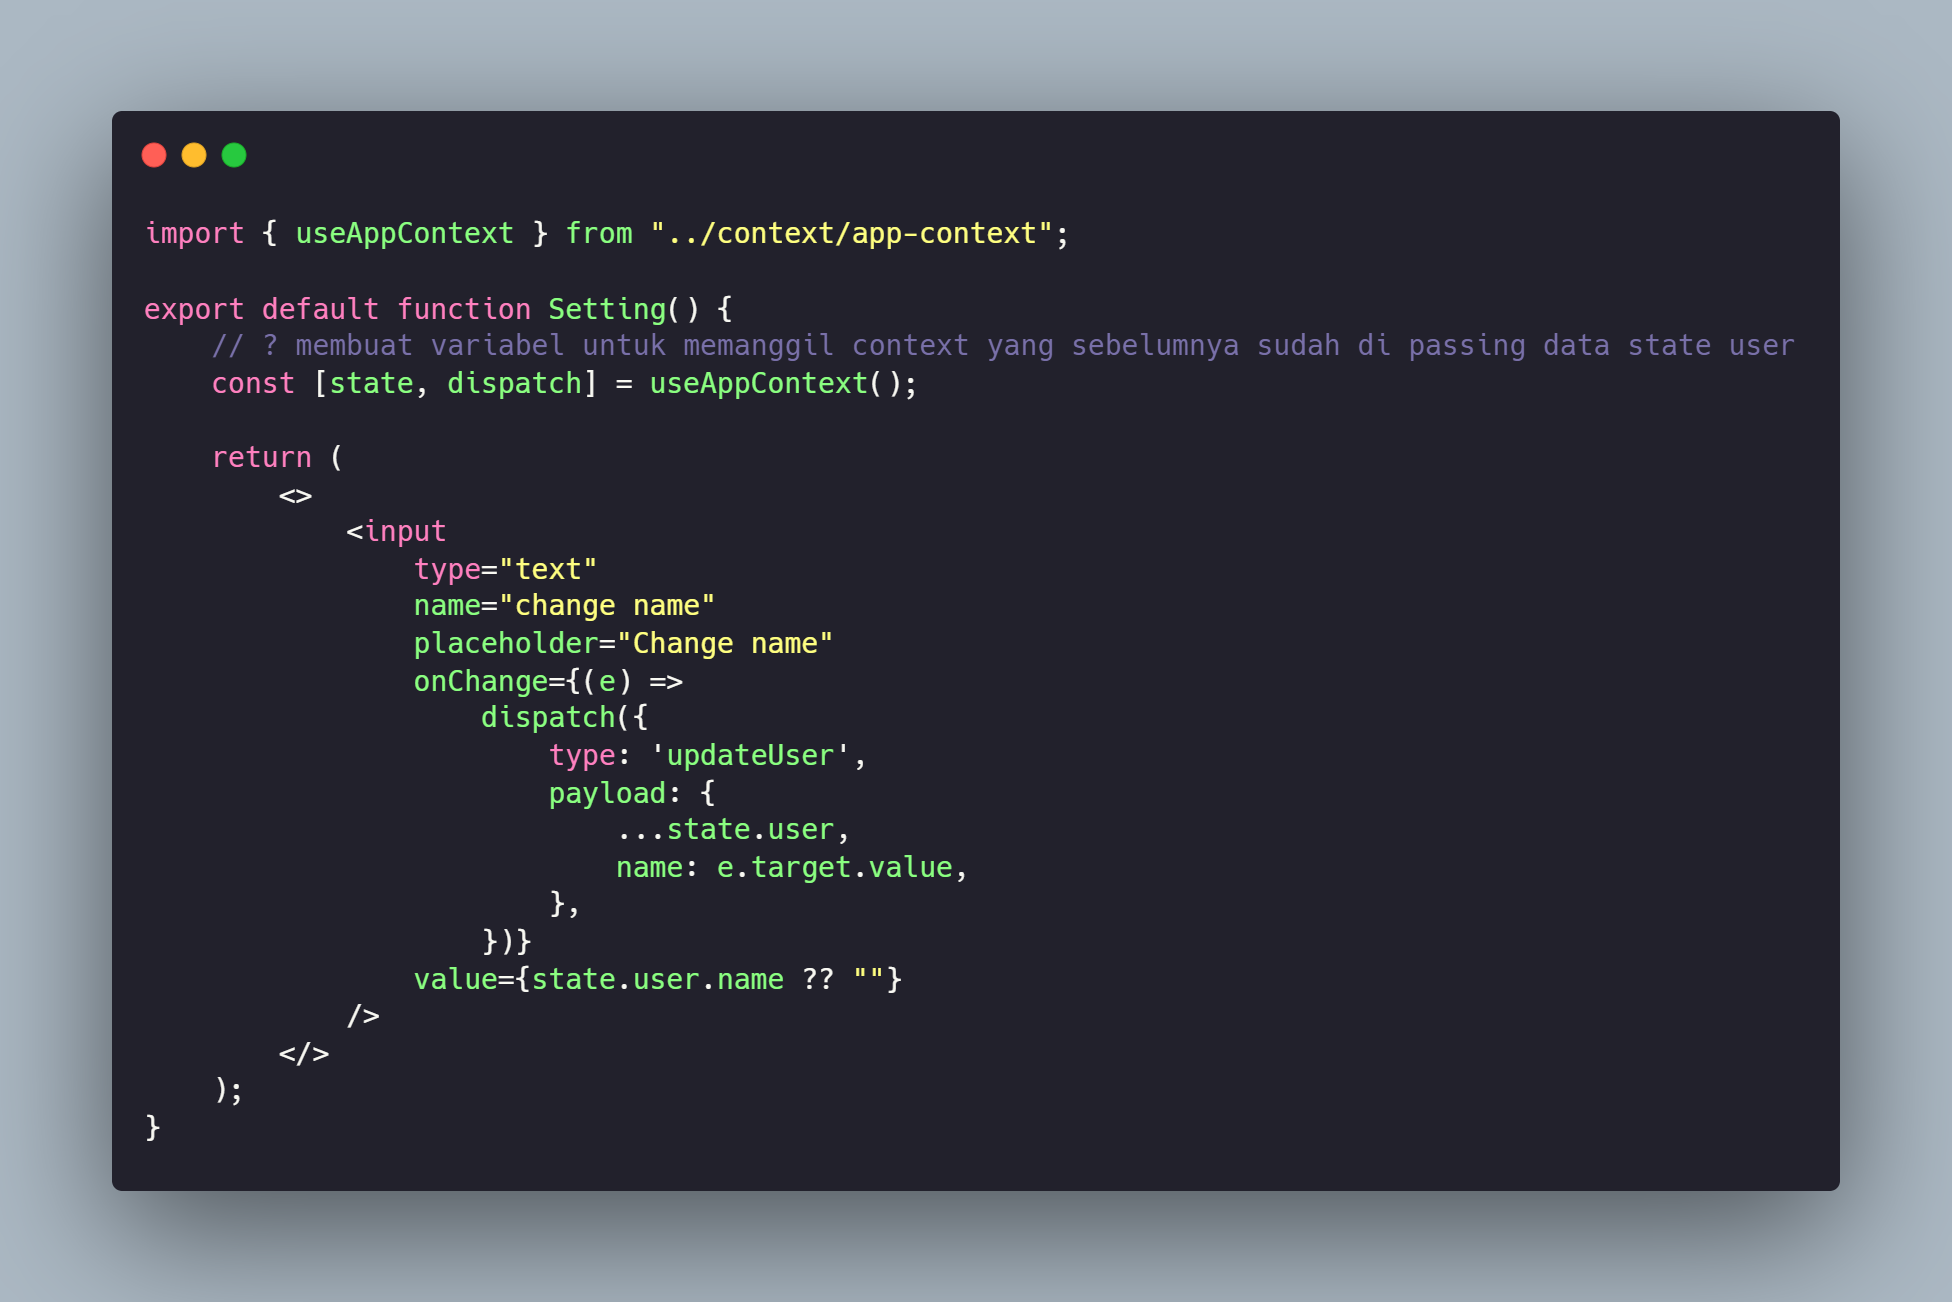 import { useAppContext } from "../context/app-context";
export default function Setting() {
// ? membuat variabel untuk memanggil context yang sebelumnya sudah di passing data state user
const [state, dispatch] = useAppContext();
return (
<>
<input
type="text"
name="change name"
placeholder="Change name"
onChange={(e) =>
dispatch({
type: 'updateUser',
payload: {
...state.user,
name: e.target.value,
},
})}
value={state.user.name ?? ""}
/>
</>
);
}